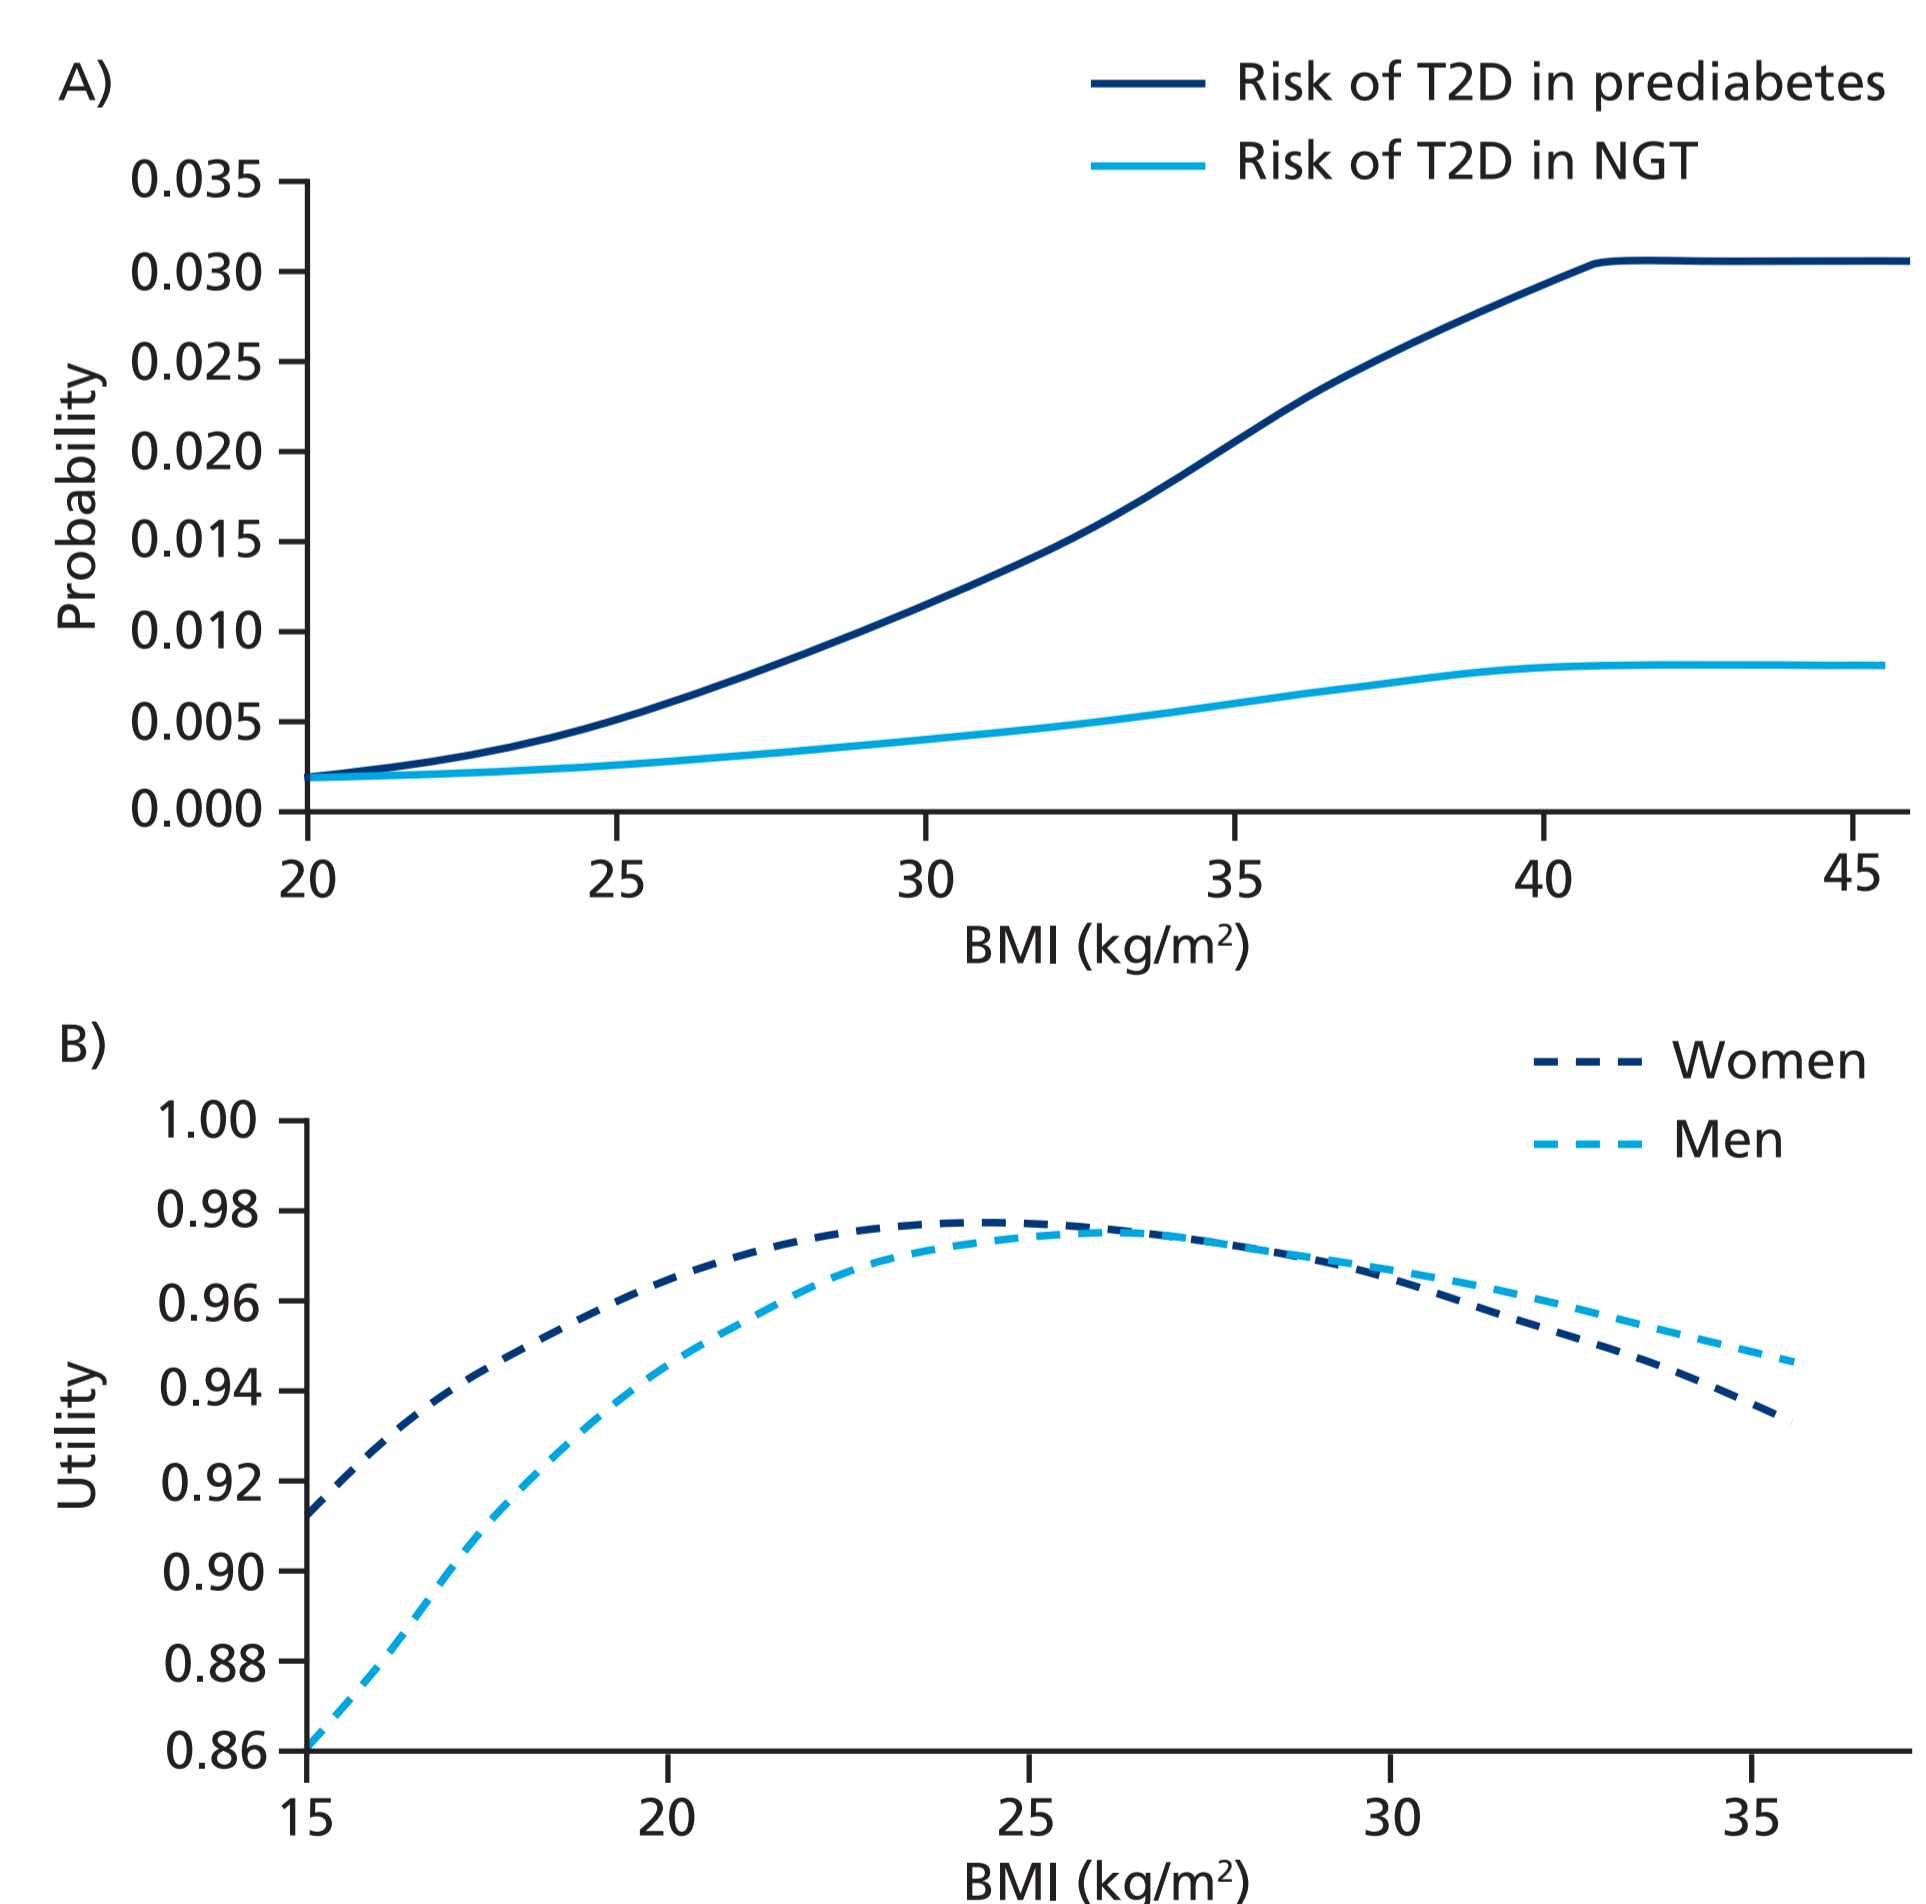 A)
Risk of T2D in prediabetes
Risk of T2D in NGT
0.035
0.030
0.025
0.020
0.015
0.010
0.005
0.000
Probability
20 25 30 35 40 45
BMI (kg/m²)
B)
Women
Men
1.00
0.98
0.96
0.94
0.92
0.90
0.88
0.86
Utility
15 20 25 30 35
BMI (kg/m²)